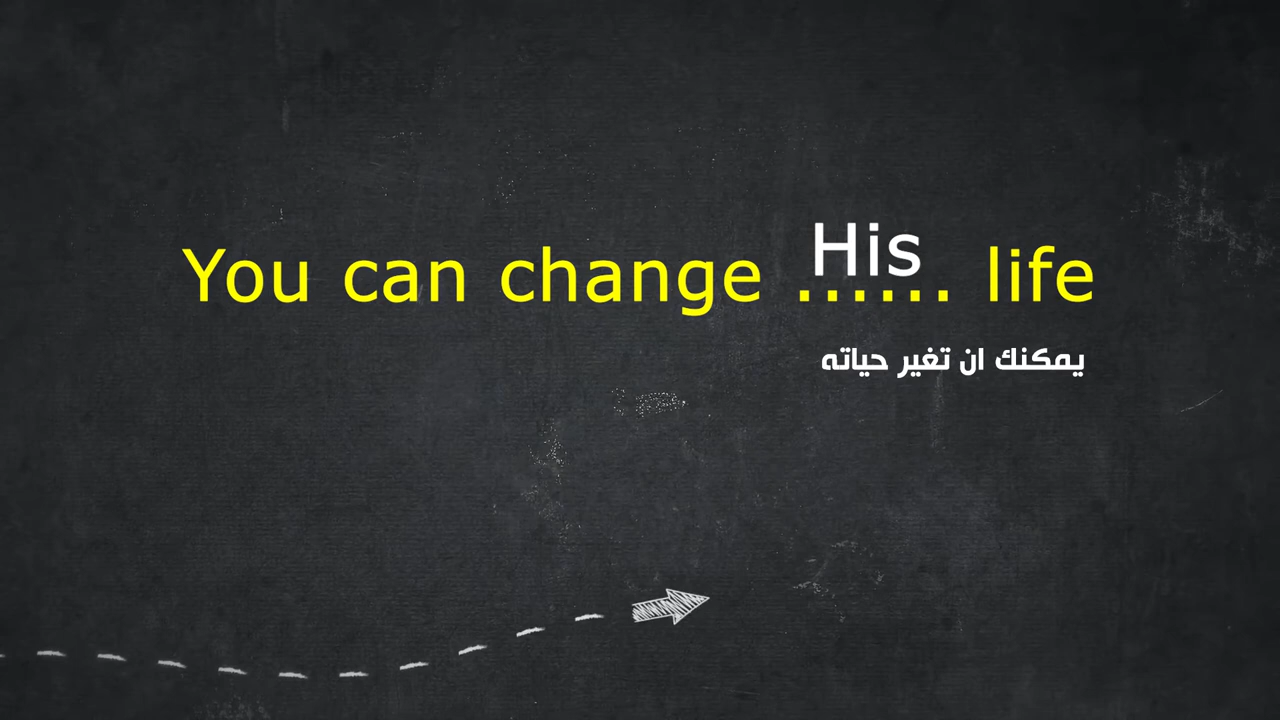 You can change ...... life
His
يمكنك ان تغير حياته